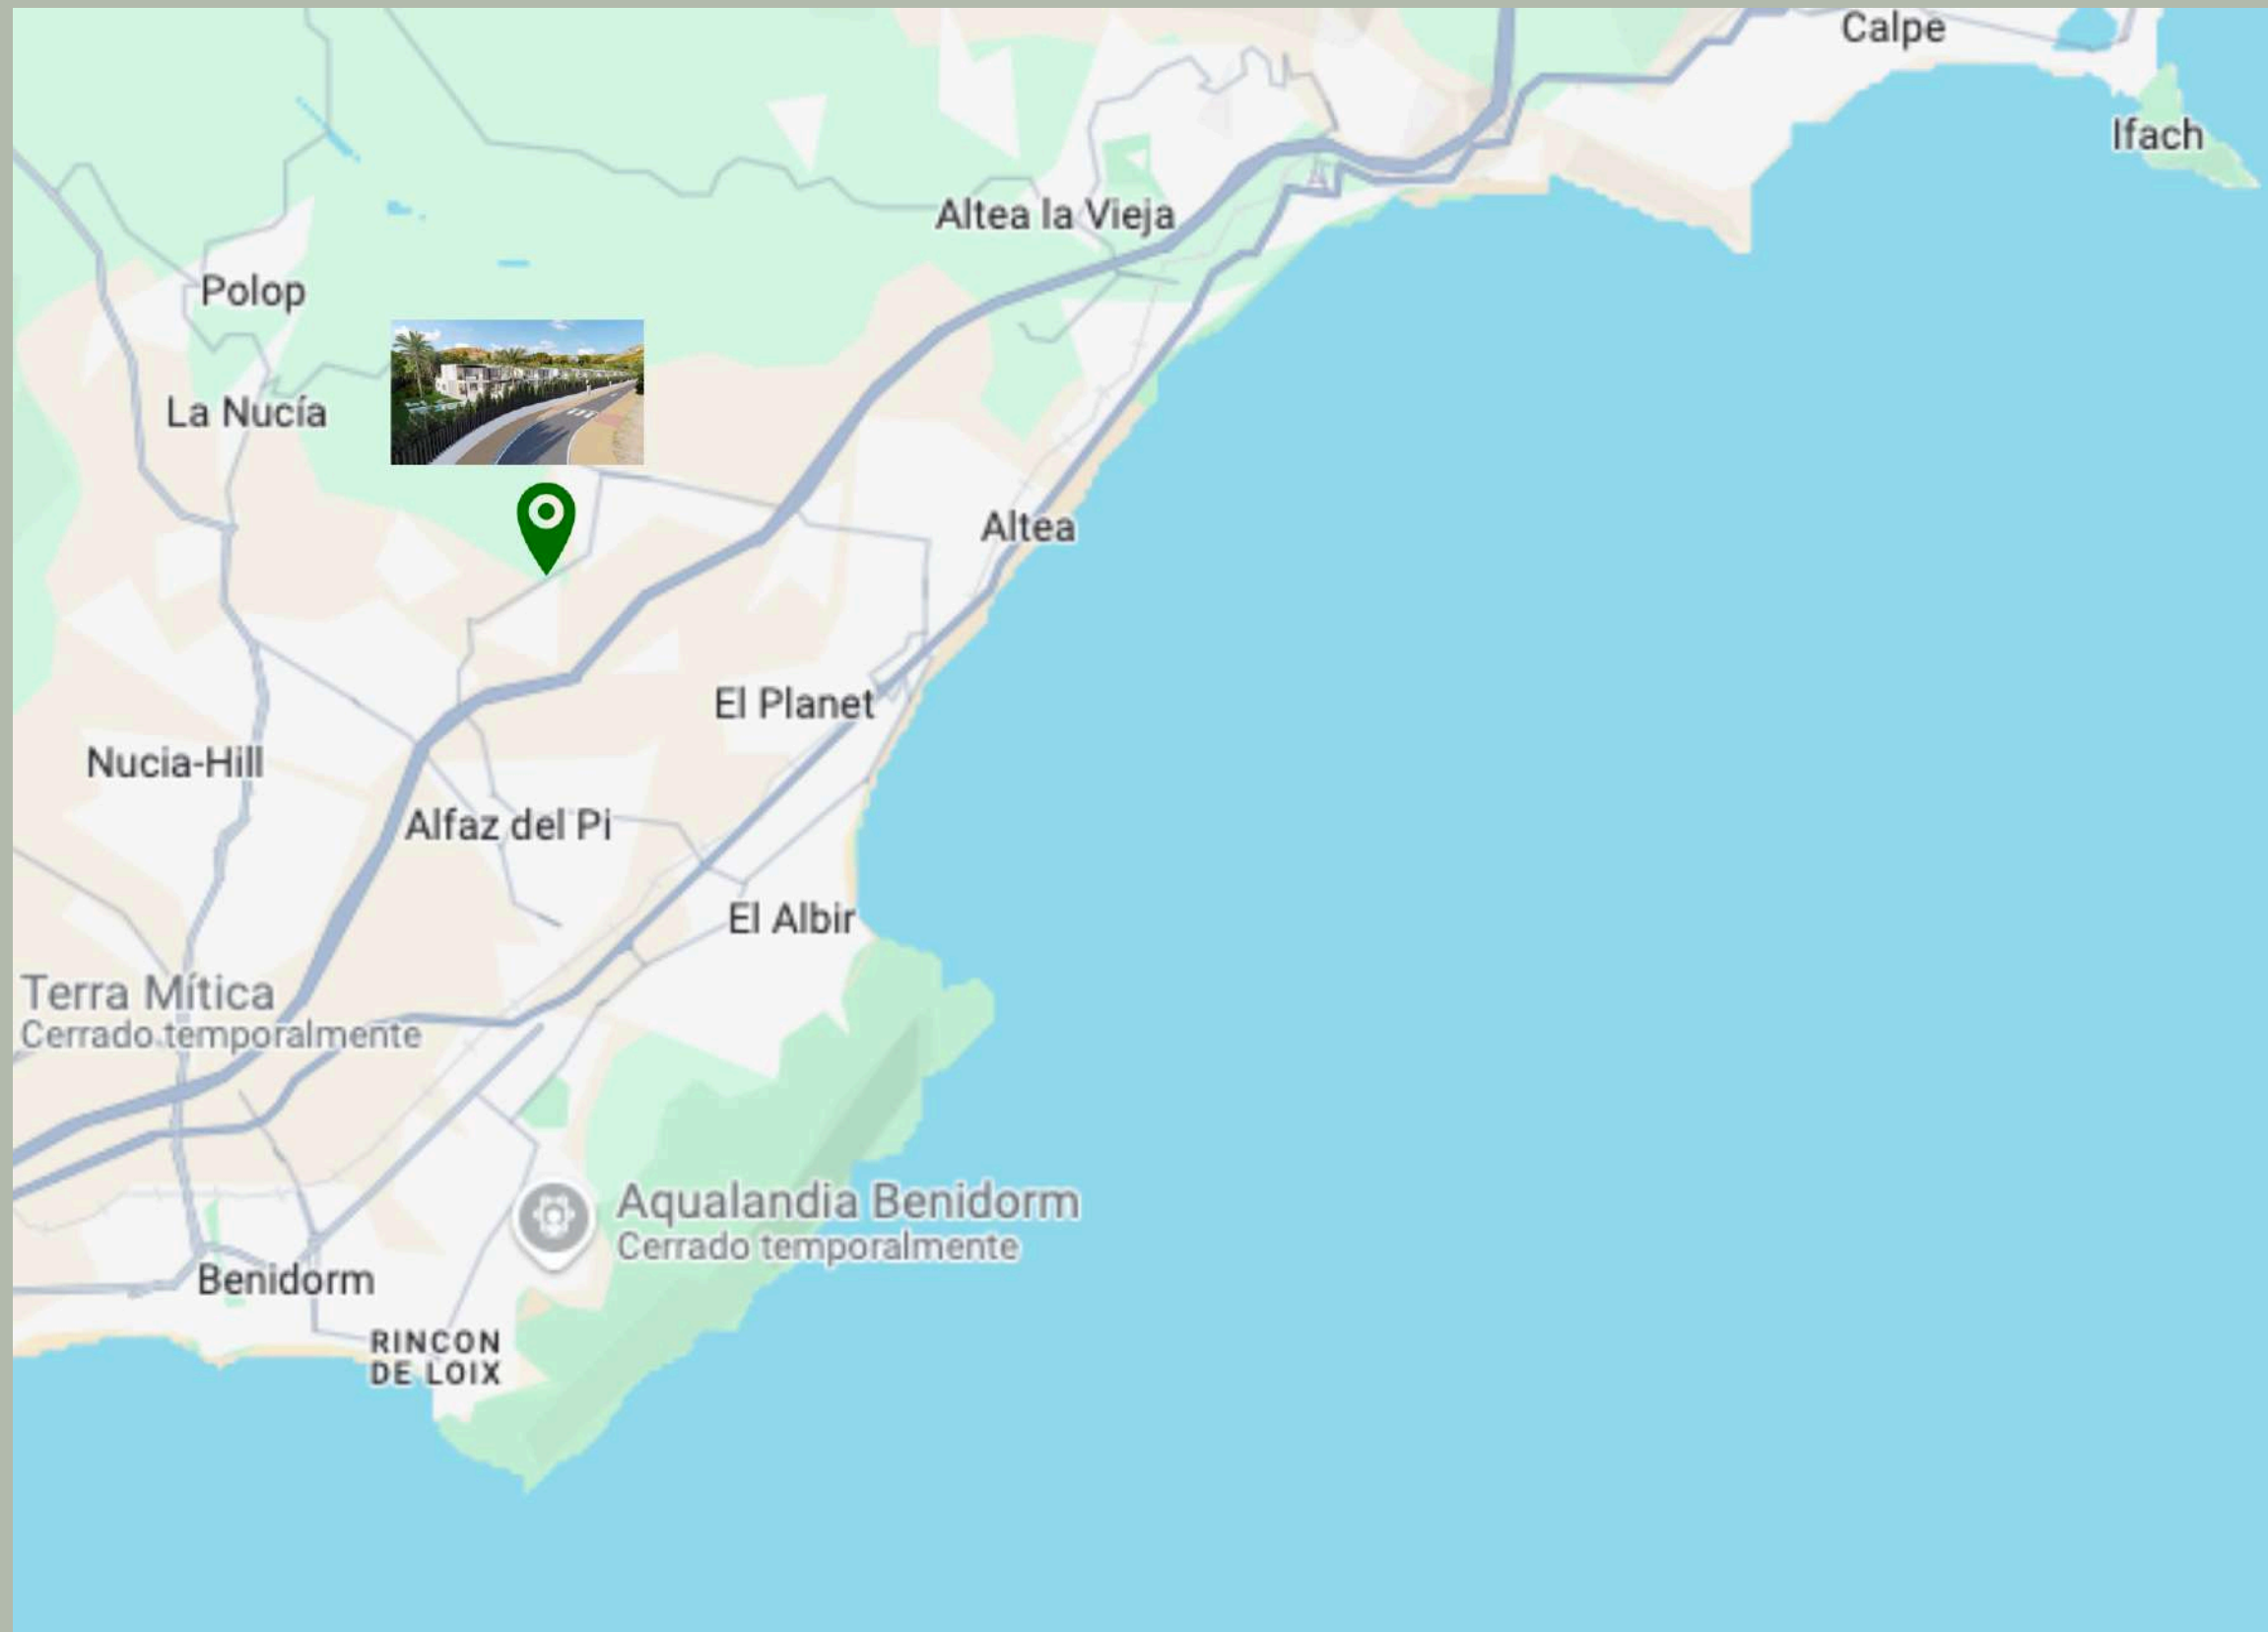 Calpe
Ifach
Altea la Vieja
Polop
La Nucía
Altea
El Planet
Nucia-Hill
Alfaz del Pi
El Albir
Terra Mítica
Cerrado temporalmente
Aqualandia Benidorm
Cerrado temporalmente
Benidorm
RINCON
DE LOIX